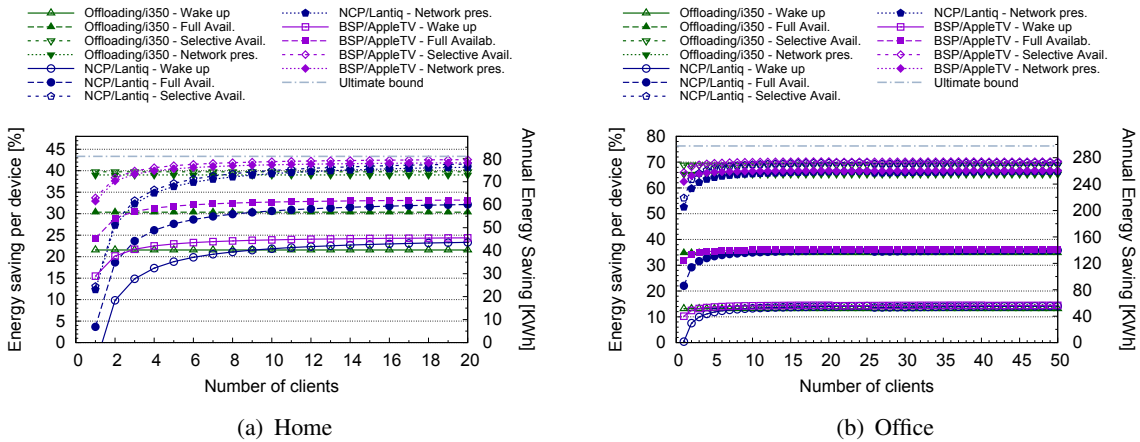 Offloading/i350 - Wake up
Offloading/i350 - Full Avail.
Offloading/i350 - Selective Avail.
Offloading/i350 - Network pres.
NCP/Lantiq - Wake up
NCP/Lantiq - Full Avail.
NCP/Lantiq - Selective Avail.
NCP/Lantiq - Network pres.
BSP/AppleTV - Wake up
BSP/AppleTV - Full Availab.
BSP/AppleTV - Selective Avail.
BSP/AppleTV - Network pres.
Ultimate bound
Energy saving per device [%]
45
40
35
30
25
20
15
10
5
0
0 2 4 6 8 10 12 14 16 18 20
Number of clients
80
70
60
50
40
30
20
10
0
Annual Energy Saving [KWh]
(a) Home
Offloading/i350 - Wake up
Offloading/i350 - Full Avail.
Offloading/i350 - Selective Avail.
Offloading/i350 - Network pres.
NCP/Lantiq - Wake up
NCP/Lantiq - Full Avail.
NCP/Lantiq - Selective Avail.
NCP/Lantiq - Network pres.
BSP/AppleTV - Wake up
BSP/AppleTV - Full Availab.
BSP/AppleTV - Selective Avail.
BSP/AppleTV - Network pres.
Ultimate bound
Energy saving per device [%]
80
70
60
50
40
30
20
10
0
0 5 10 15 20 25 30 35 40 45 50
Number of clients
280
240
200
160
120
80
40
0
Annual Energy Saving [KWh]
(b) Office